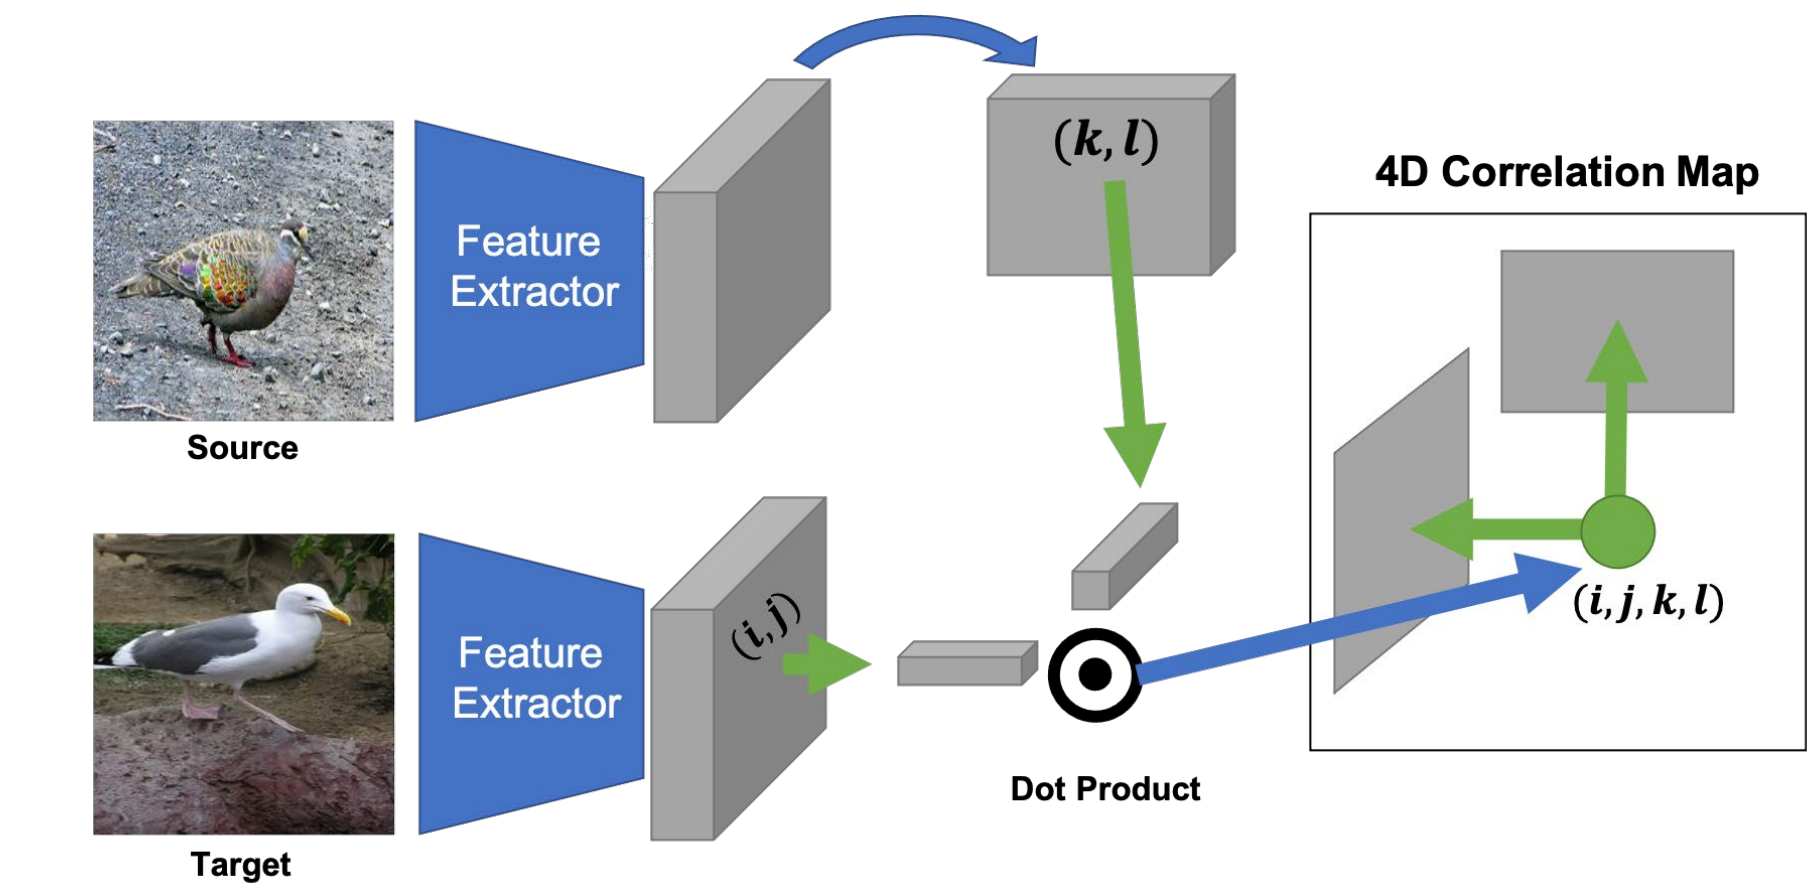 (k, l)
4D Correlation Map
Feature
Extractor
Source
(i, j)
Feature
Extractor
(i, j, k, l)
Dot Product
Target